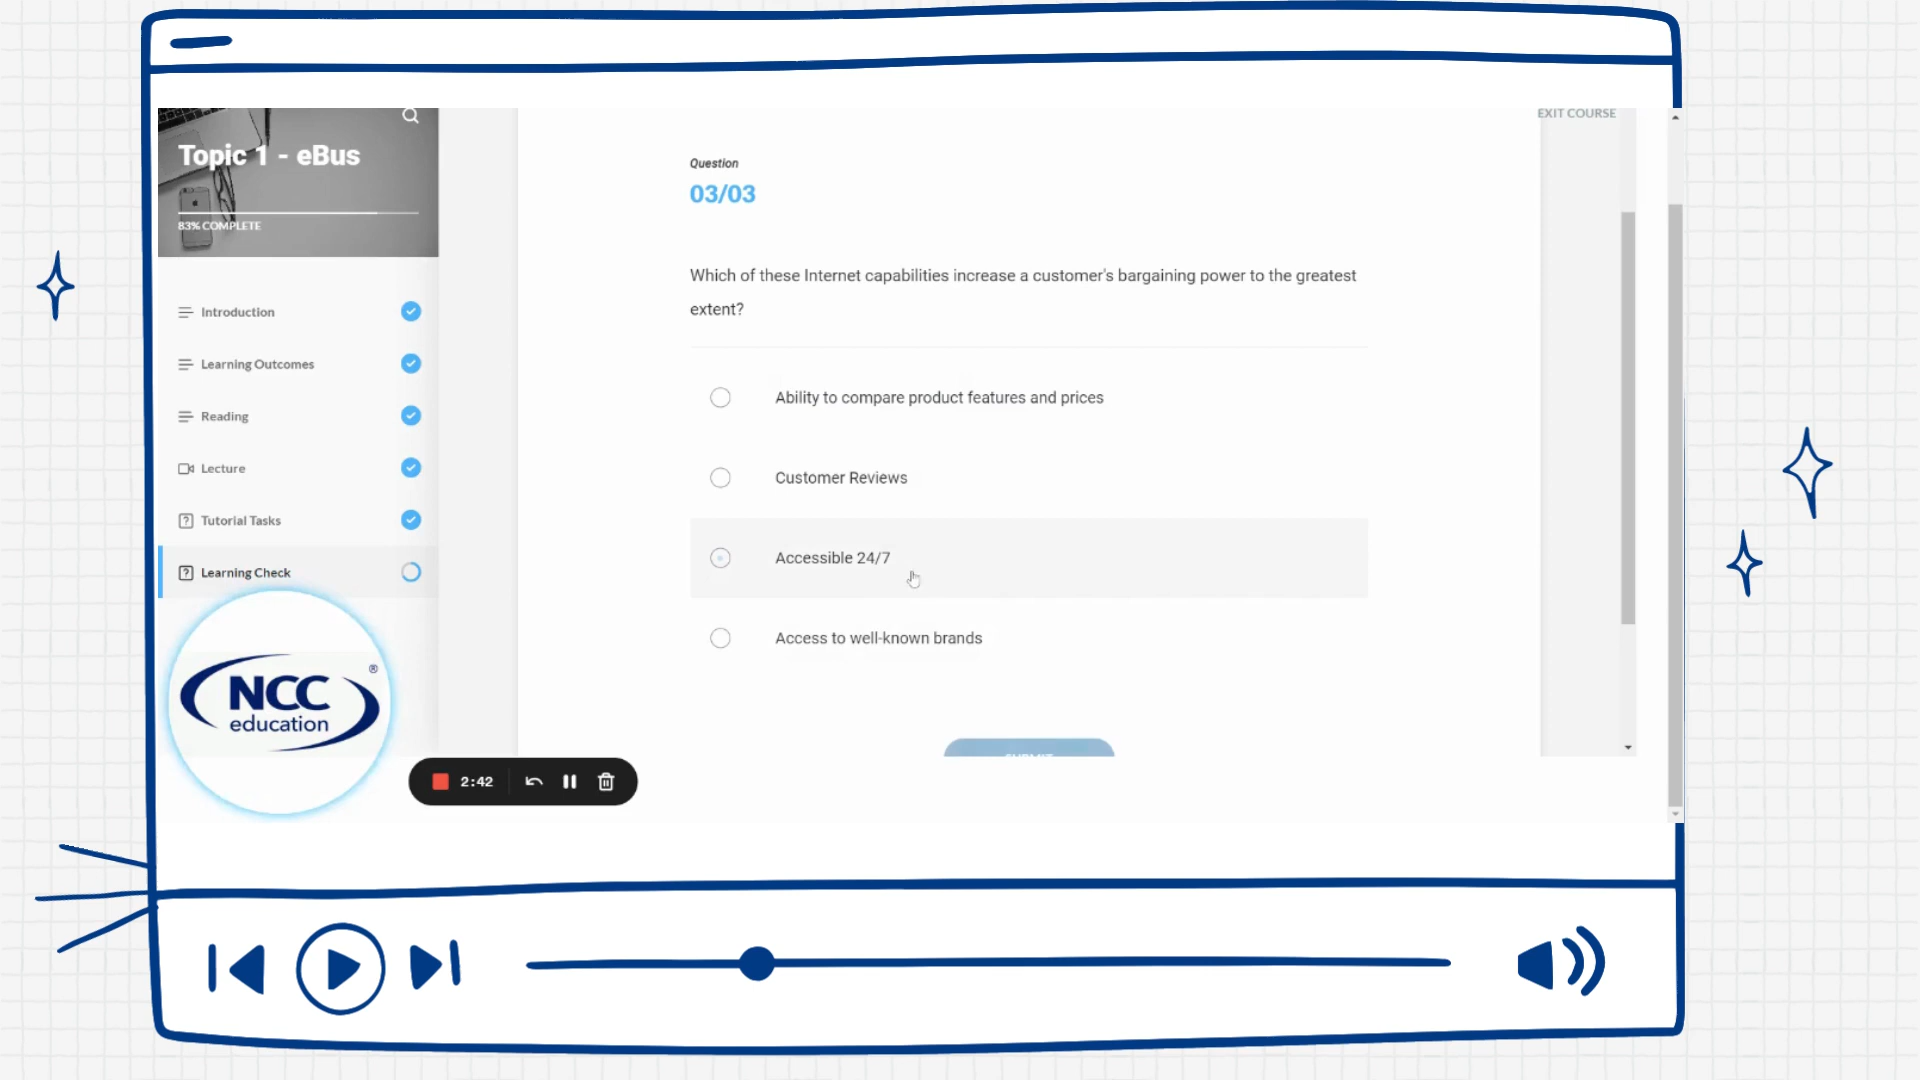 EXIT COURSE
Topic 1 - eBus
83% COMPLETE
Introduction
Learning Outcomes
Reading
Lecture
Tutorial Tasks
Learning Check
Question
03/03
Which of these Internet capabilities increase a customer's bargaining power to the greatest
extent?
Ability to compare product features and prices
Customer Reviews
Accessible 24/7
Access to well-known brands
NCC
®
education
2:42